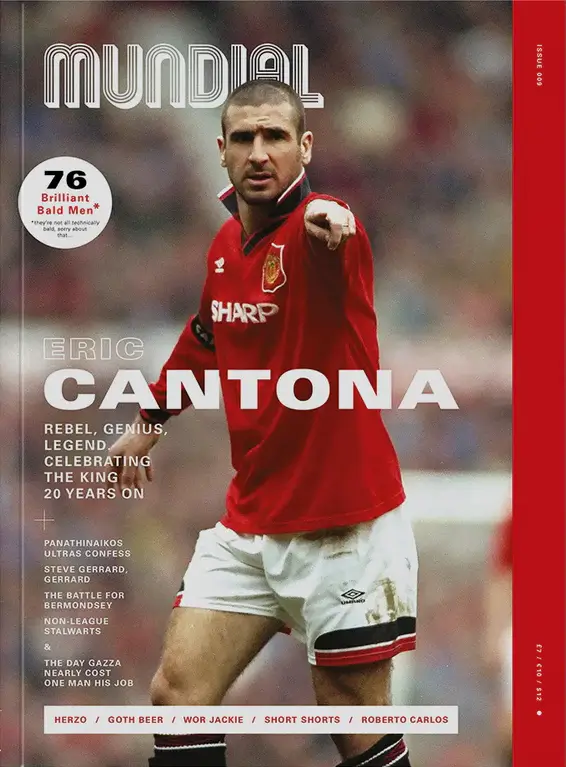 MUNDIAL
ISSUE 009
76
Brilliant
Bald Men*
*they're not all technically
bald, sorry about
that...
SHARP
ERIC
CANTONA
REBEL, GENIUS,
LEGEND.
CELEBRATING
THE KING
20 YEARS ON
PANATHINAIKOS
ULTRAS CONFESS
STEVE GERRARD,
GERRARD
THE BATTLE FOR
BERMONDSEY
NON-LEAGUE
STALWARTS
&
THE DAY GAZZA
NEARLY COST
ONE MAN HIS JOB
UMBRO
£7 / €10 / $12
HERZO / GOTH BEER / WOR JACKIE / SHORT SHORTS / ROBERTO CARLOS